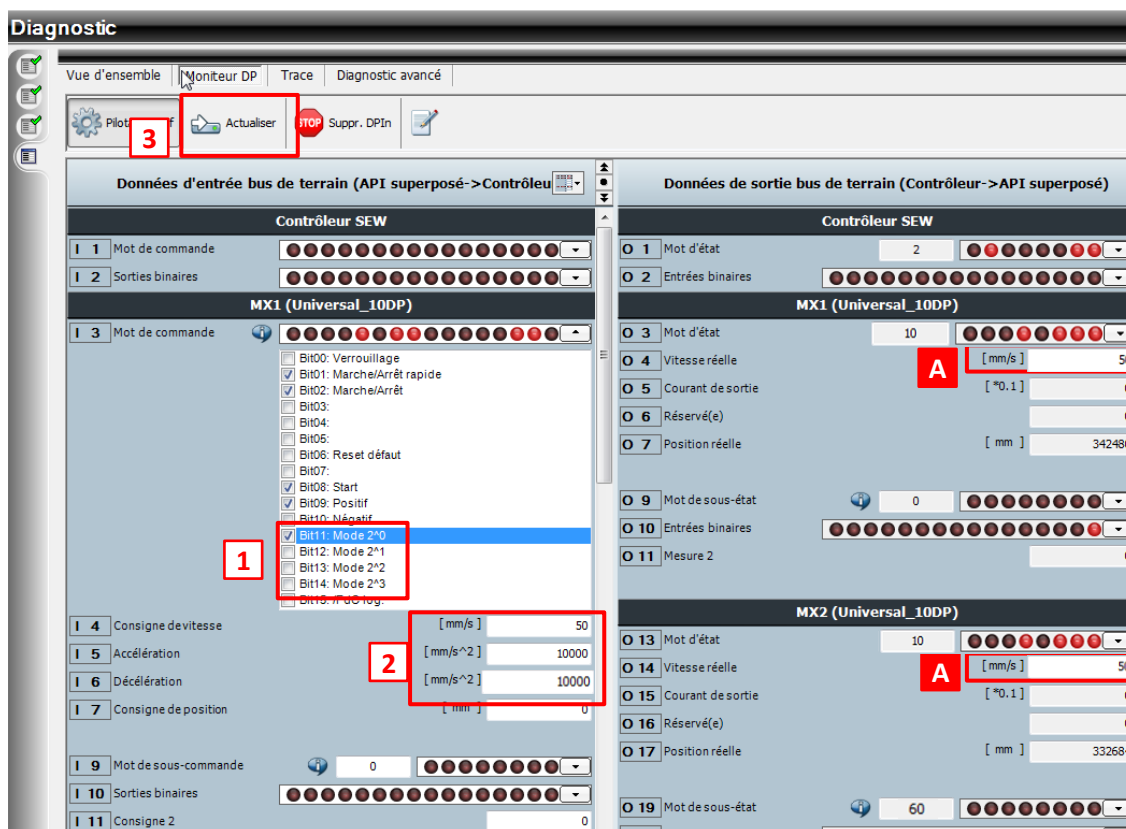 Diagnostic
Vue d'ensemble Moniteur DP Trace Diagnostic avancé
3 Actualiser STOP Suppr. DPIn
Données d'entrée bus de terrain (API superposé->Contrôleu
Contrôleur SEW
I 1 Mot de commande
I 2 Sorties binaires
MX1 (Universal_10DP)
I 3 Mot de commande
Bit00: Verrouillage
Bit01: Marche/Arrêt rapide
Bit02: Marche/Arrêt
Bit03:
Bit04:
Bit05:
Bit06: Reset défaut
Bit07:
Bit08: Start
Bit09: Positif
Bit10: Négatif
1
Bit11: Mode 2^0
Bit12: Mode 2^1
Bit13: Mode 2^2
Bit14: Mode 2^3
Bit15: /FdC log.
2
I 4 Consigne de vitesse [mm/s ] 50
I 5 Accélération [mm/s^2 ] 10000
I 6 Décélération [mm/s^2 ] 10000
I 7 Consigne de position [ mm ] 0
I 9 Mot de sous-commande 0
I 10 Sorties binaires
I 11 Consigne 2 0
Données de sortie bus de terrain (Contrôleur->API superposé)
Contrôleur SEW
O 1 Mot d'état 2
O 2 Entrées binaires
MX1 (Universal_10DP)
O 3 Mot d'état 10
O 4 Vitesse réelle A [mm/s ] 50
O 5 Courant de sortie [ *0.1 ]
O 6 Réservé(e)
O 7 Position réelle [ mm ]
O 9 Mot de sous-état 0
O 10 Entrées binaires
O 11 Mesure 2
MX2 (Universal_10DP)
O 13 Mot d'état 10
O 14 Vitesse réelle A [mm/s ] 50
O 15 Courant de sortie [ *0.1 ]
O 16 Réservé(e)
O 17 Position réelle [ mm ]
O 19 Mot de sous-état 60